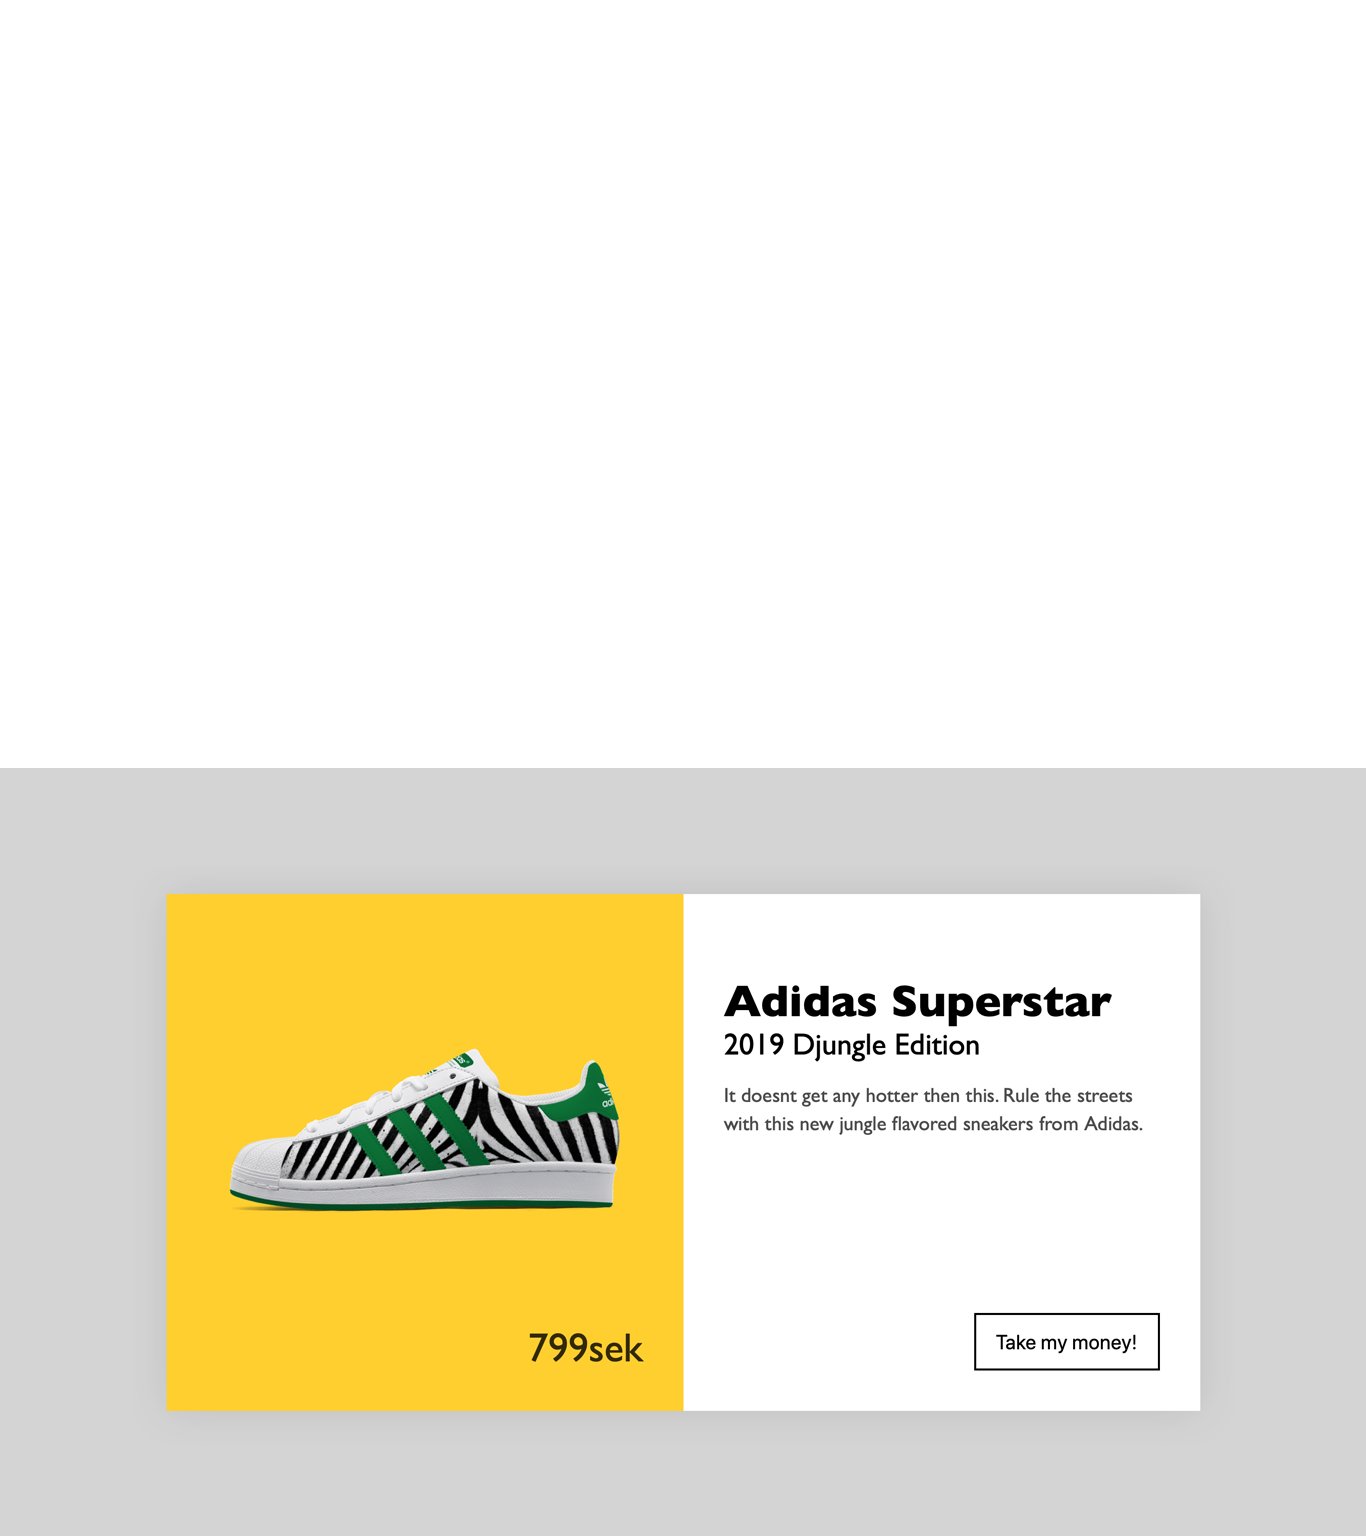 799sek
Adidas Superstar
2019 Djungle Edition
It doesnt get any hotter then this. Rule the streets
with this new jungle flavored sneakers from Adidas.
Take my money!